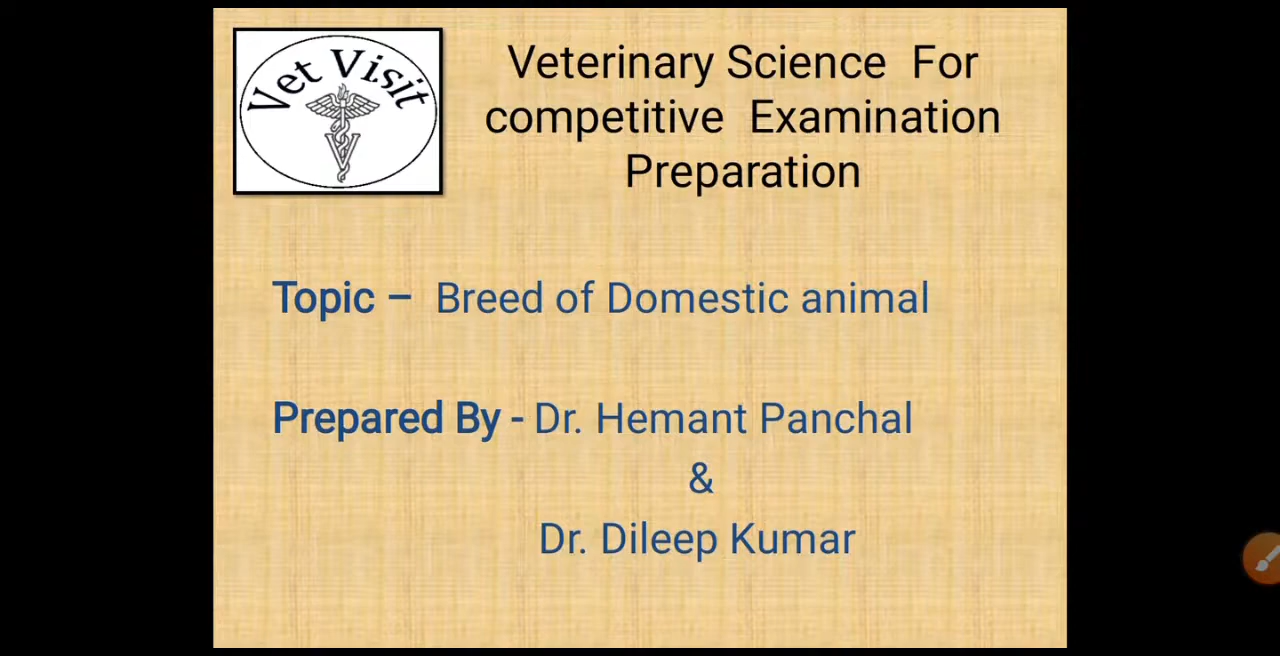 Vet Visit
Veterinary Science For
competitive Examination
Preparation
Topic – Breed of Domestic animal
Prepared By - Dr. Hemant Panchal
&
Dr. Dileep Kumar